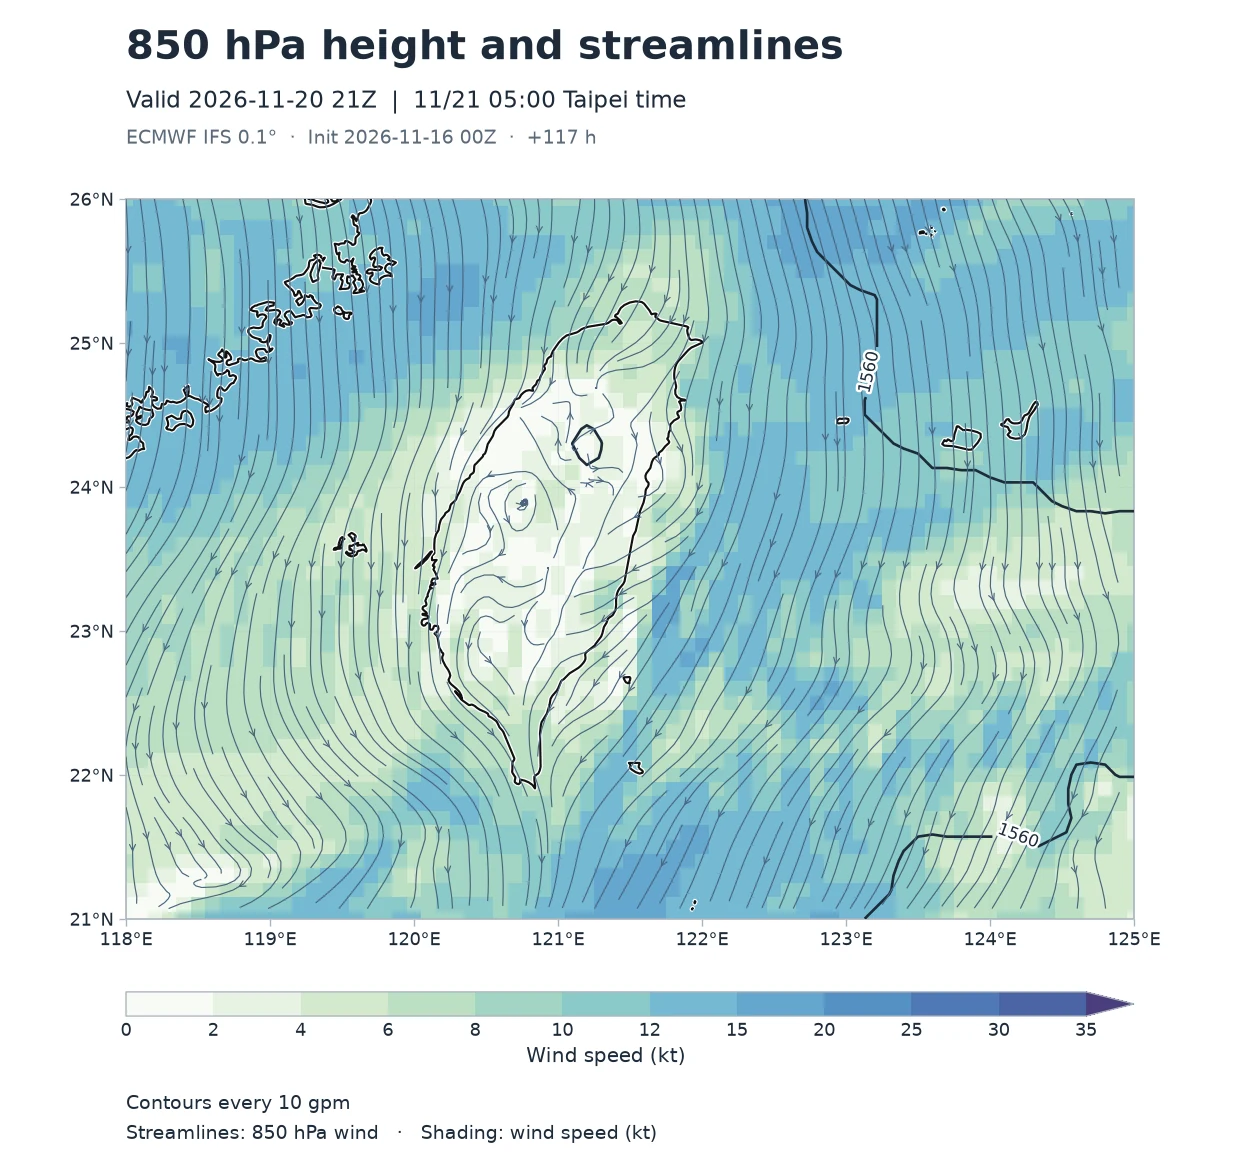 850 hPa height and streamlines
Valid 2026-11-20 21Z | 11/21 05:00 Taipei time
ECMWF IFS 0.1° · Init 2026-11-16 00Z · +117 h
26°N
25°N
24°N
23°N
22°N
21°N
1560
1560
118°E 119°E 120°E 121°E 122°E 123°E 124°E 125°E
0 2 4 6 8 10 12 15 20 25 30 35
Wind speed (kt)
Contours every 10 gpm
Streamlines: 850 hPa wind · Shading: wind speed (kt)